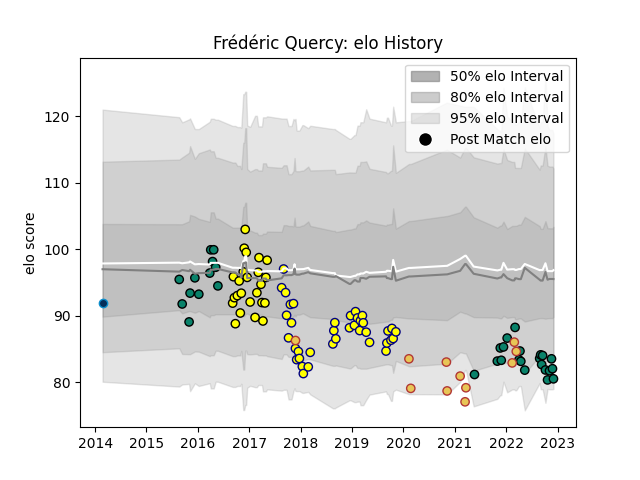 Frédéric Quercy: elo History
50% elo Interval
80% elo Interval
95% elo Interval
Post Match elo
elo score
120
110
100
90
80
2014 2015 2016 2017 2018 2019 2020 2021 2022 2023